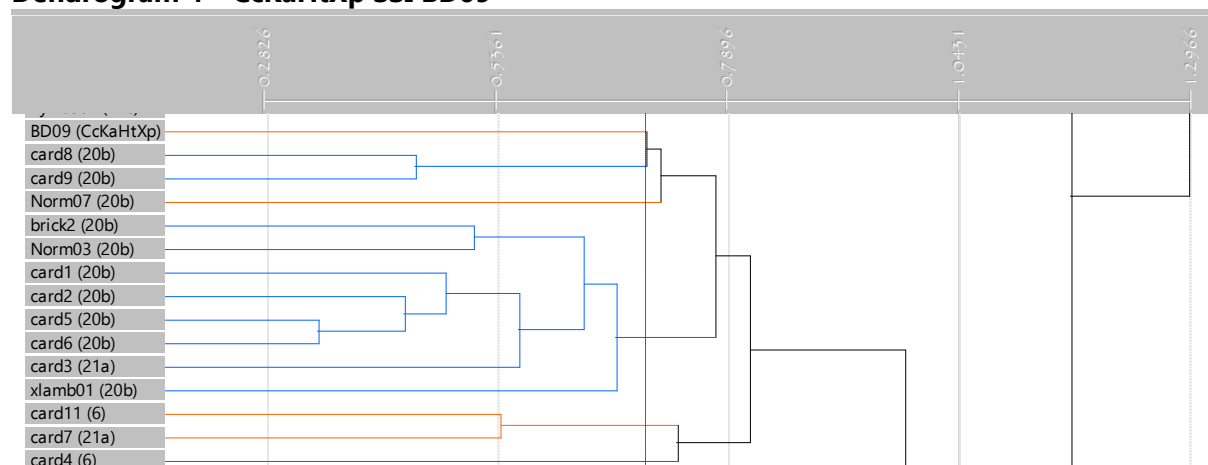 0.2826 0.5361 0.7896 1.0431 1.2966
BD09 (CcKaHtXp)
card8 (20b)
card9 (20b)
Norm07 (20b)
brick2 (20b)
Norm03 (20b)
card1 (20b)
card2 (20b)
card5 (20b)
card6 (20b)
card3 (21a)
xlamb01 (20b)
card11 (6)
card7 (21a)
card4 (6)